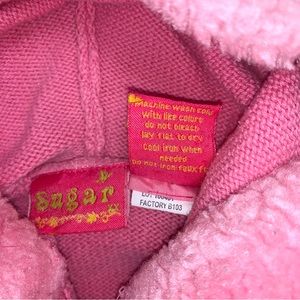 Machine wash cold
with like colors
do not bleach
lay flat to dry
Cool iron when
needed
Do not iron faux f
Sugar
FACTORY B103